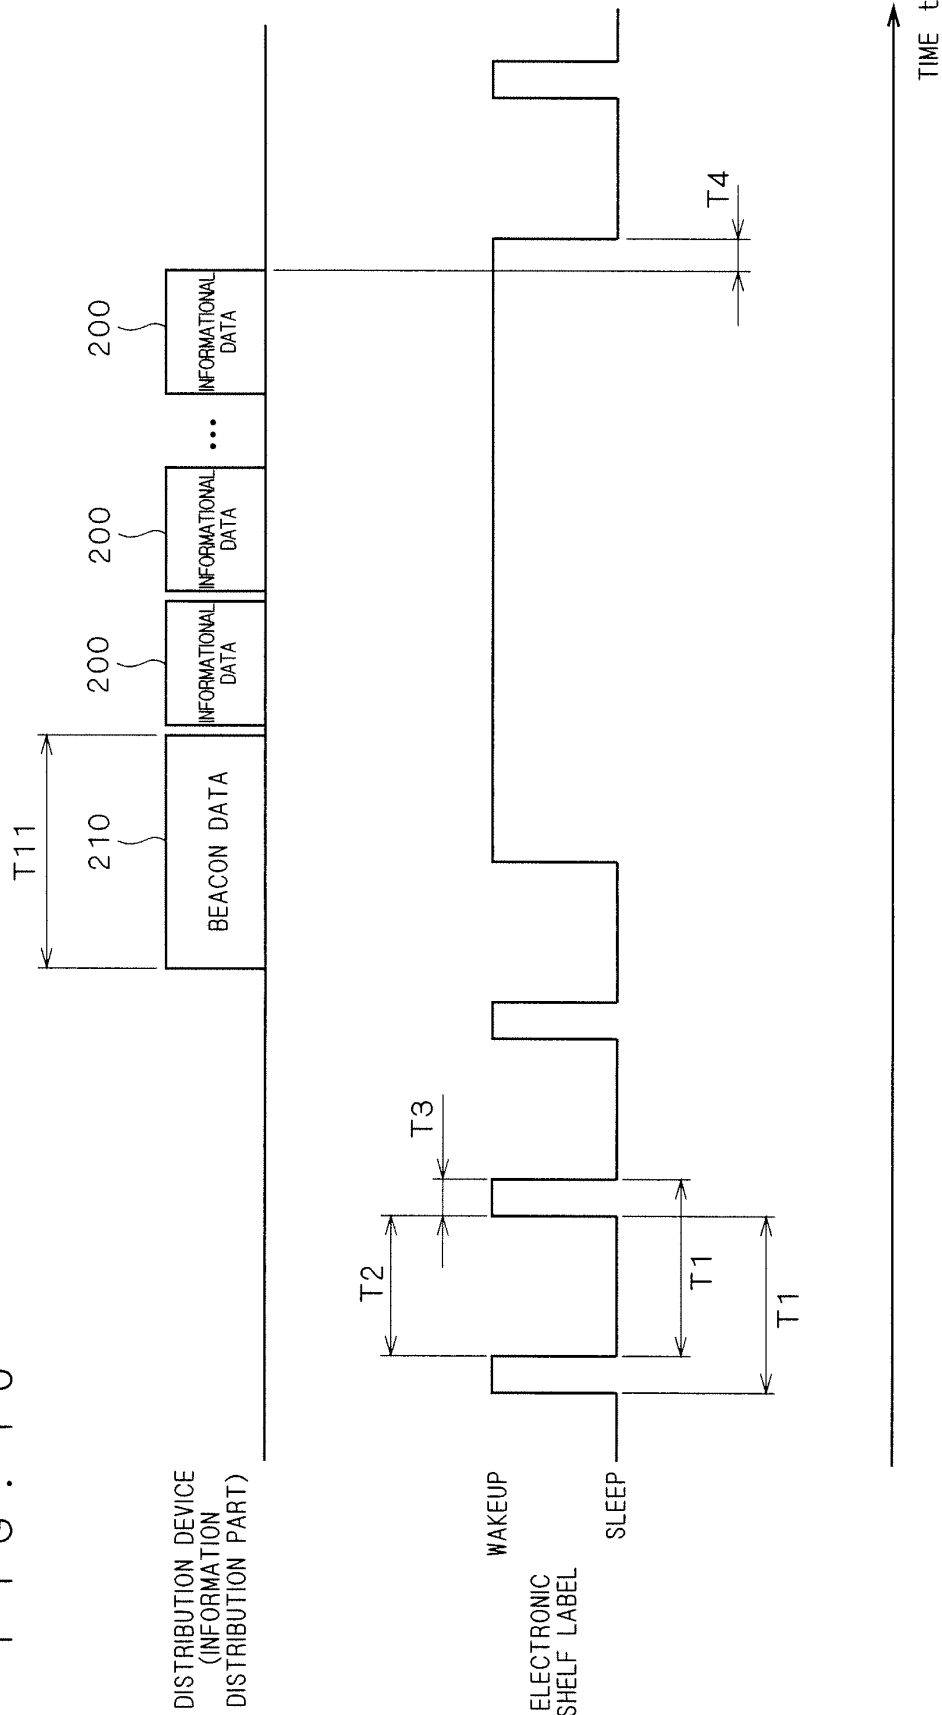 T11
210
200
200
200
DISTRIBUTION DEVICE
(INFORMATION
DISTRIBUTION PART)
BEACON DATA
INFORMATIONAL
DATA
INFORMATIONAL
DATA
...
INFORMATIONAL
DATA
T2
T3
WAKEUP
ELECTRONIC
SHELF LABEL
SLEEP
T1
T1
T4
TIME t